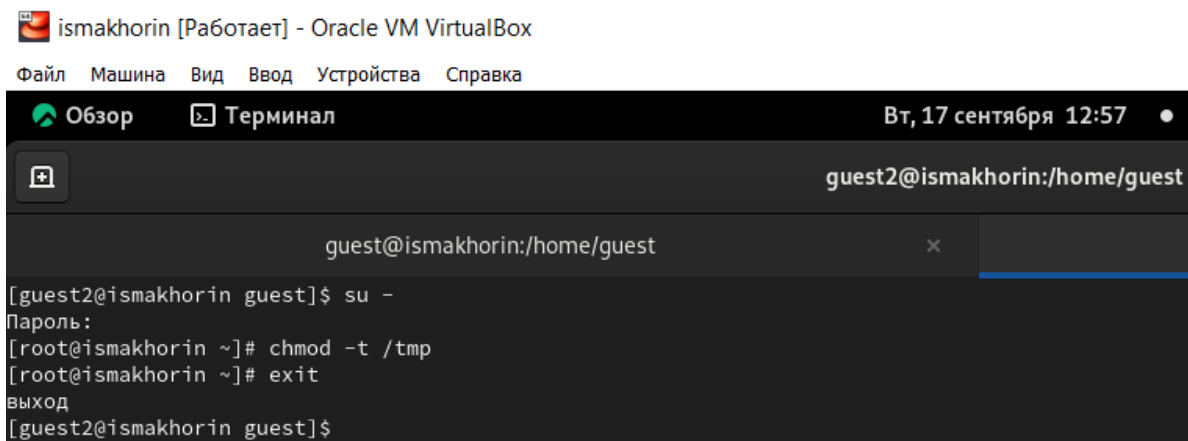 ismakhorin [Работает] - Oracle VM VirtualBox
Файл Машина Вид Ввод Устройства Справка
Обзор Терминал Вт, 17 сентября 12:57
guest2@ismakhorin:/home/guest
guest@ismakhorin:/home/guest ×
[guest2@ismakhorin guest]$ su -
Пароль:
[root@ismakhorin ~]# chmod -t /tmp
[root@ismakhorin ~]# exit
выход
[guest2@ismakhorin guest]$